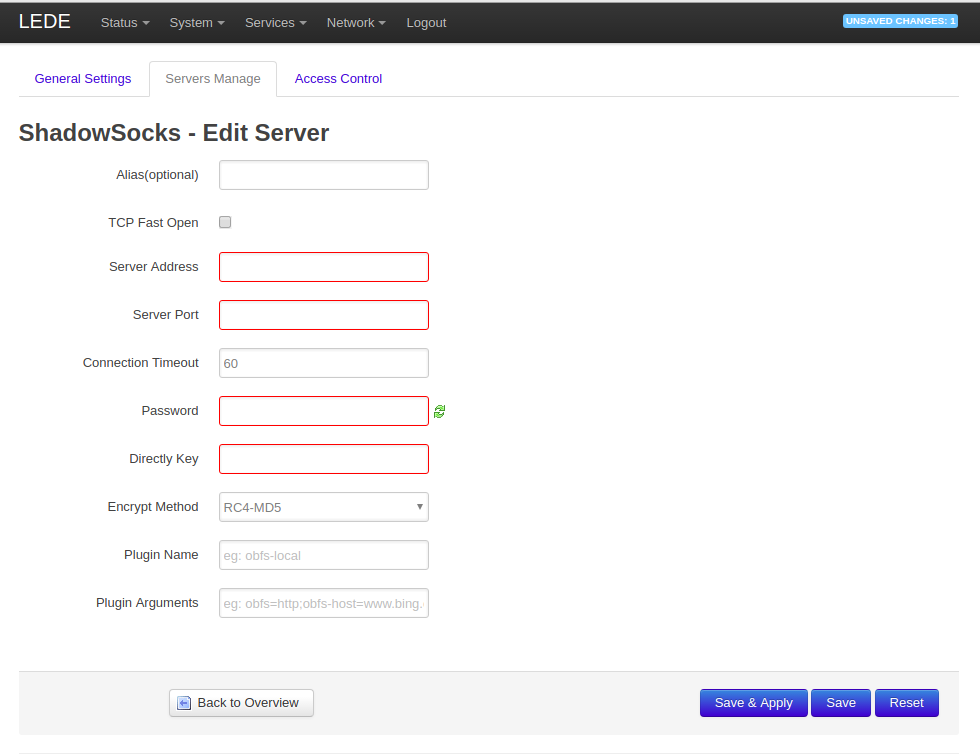 LEDE Status System Services Network Logout UNSAVED CHANGES: 1
General Settings Servers Manage Access Control
ShadowSocks - Edit Server
Alias(optional)
TCP Fast Open
Server Address
Server Port
Connection Timeout 60
Password
Directly Key
Encrypt Method RC4-MD5
Plugin Name eg: obfs-local
Plugin Arguments eg: obfs=http;obfs-host=www.bing.
Back to Overview Save & Apply Save Reset